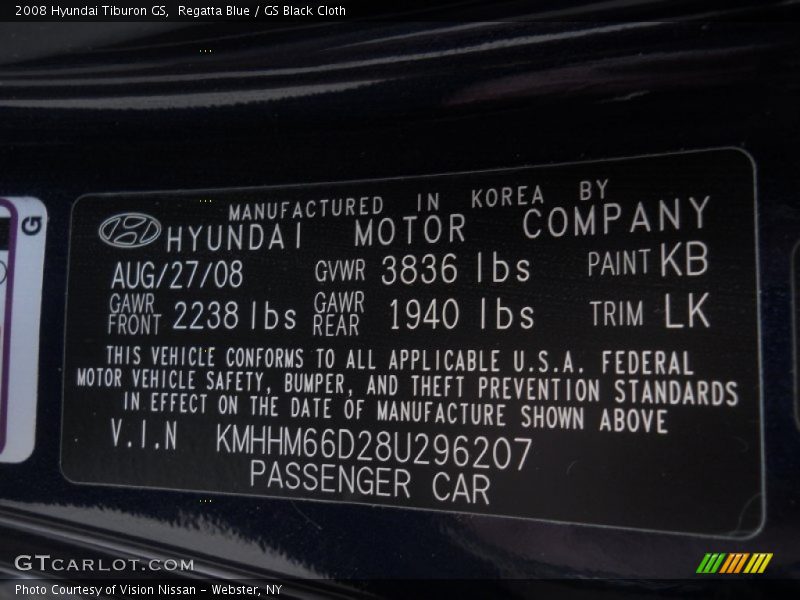 2008 Hyundai Tiburon GS,  Regatta Blue / GS Black Cloth
G
MANUFACTURED IN KOREA BY
HYUNDAI MOTOR COMPANY
AUG/27/08 GVWR 3836 lbs PAINT KB
GAWR FRONT 2238 lbs GAWR REAR 1940 lbs TRIM LK
THIS VEHICLE CONFORMS TO ALL APPLICABLE U.S.A. FEDERAL
MOTOR VEHICLE SAFETY, BUMPER, AND THEFT PREVENTION STANDARDS
IN EFFECT ON THE DATE OF MANUFACTURE SHOWN ABOVE
V.I.N KMHHM66D28U296207
PASSENGER CAR
GTCARLOT.COM
Photo Courtesy of Vision Nissan - Webster, NY